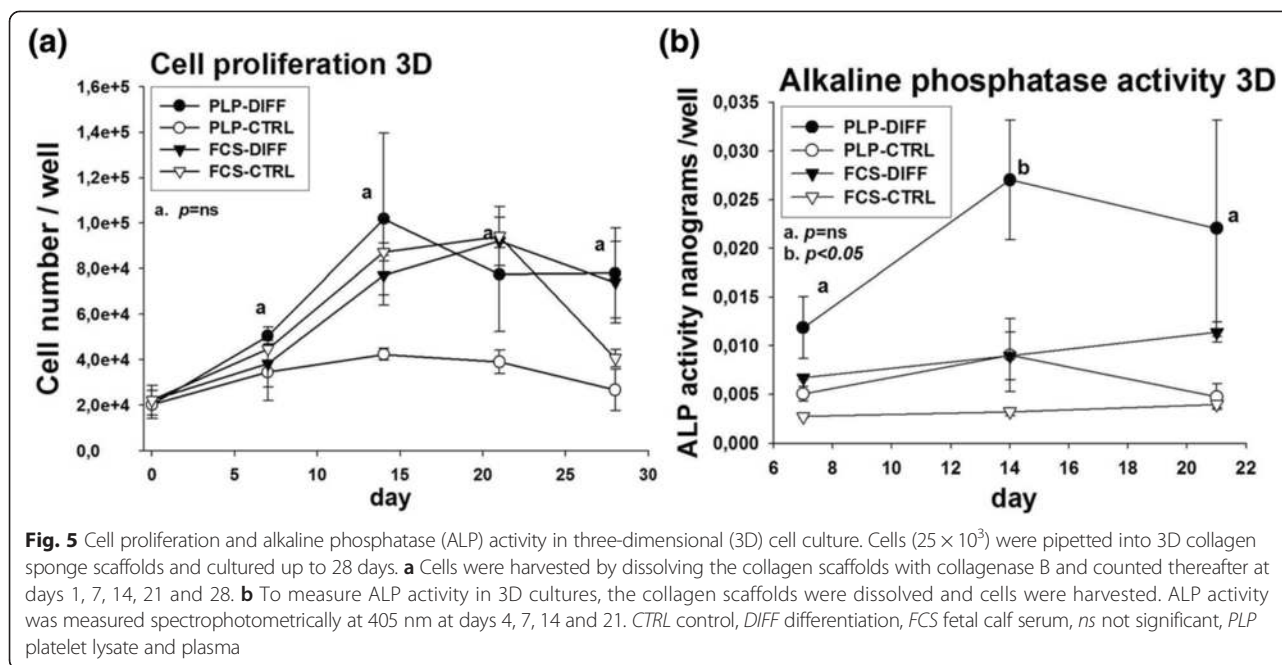 (a)
Cell proliferation 3D
1,6e+5
1,4e+5
1,2e+5
1,0e+5
8,0e+4
6,0e+4
4,0e+4
2,0e+4
0,0
Cell number / well
PLP-DIFF
PLP-CTRL
FCS-DIFF
FCS-CTRL
a. p=ns
a
a
a
a
0 5 10 15 20 25 30
day
(b)
Alkaline phosphatase activity 3D
0,035
0,030
0,025
0,020
0,015
0,010
0,005
0,000
ALP activity nanograms /well
PLP-DIFF
PLP-CTRL
FCS-DIFF
FCS-CTRL
a. p=ns
b. p<0.05
a
b
a
6 8 10 12 14 16 18 20 22
day
Fig. 5 Cell proliferation and alkaline phosphatase (ALP) activity in three-dimensional (3D) cell culture. Cells (25 × 10³) were pipetted into 3D collagen
sponge scaffolds and cultured up to 28 days. a Cells were harvested by dissolving the collagen scaffolds with collagenase B and counted thereafter at
days 1, 7, 14, 21 and 28. b To measure ALP activity in 3D cultures, the collagen scaffolds were dissolved and cells were harvested. ALP activity
was measured spectrophotometrically at 405 nm at days 4, 7, 14 and 21. CTRL control, DIFF differentiation, FCS fetal calf serum, ns not significant, PLP
platelet lysate and plasma